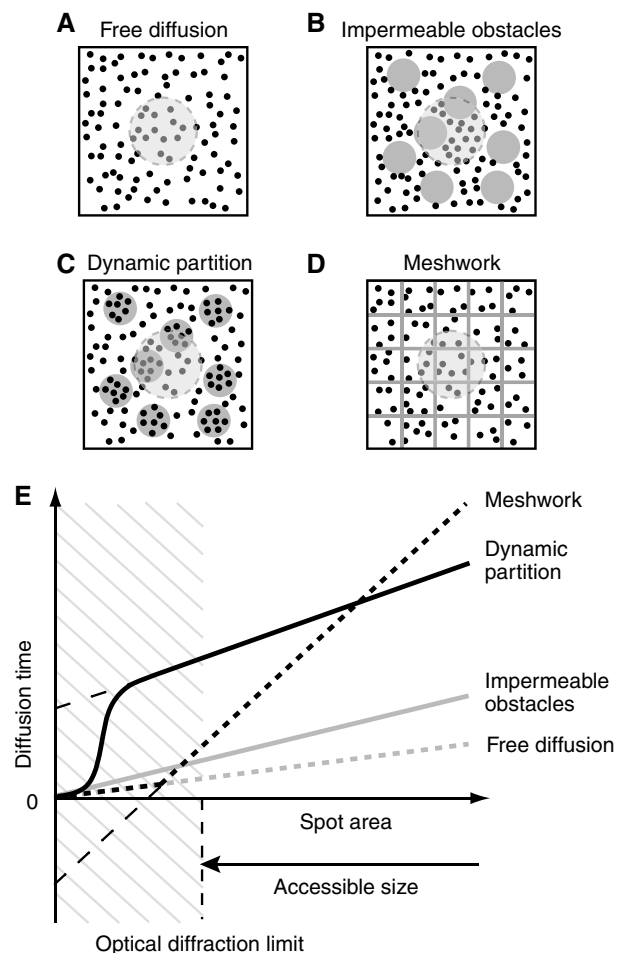 A Free diffusion
B Impermeable obstacles
C Dynamic partition
D Meshwork
E
Meshwork
Dynamic
partition
Impermeable
obstacles
Free diffusion
Diffusion time
0
Spot area
Accessible size
Optical diffraction limit